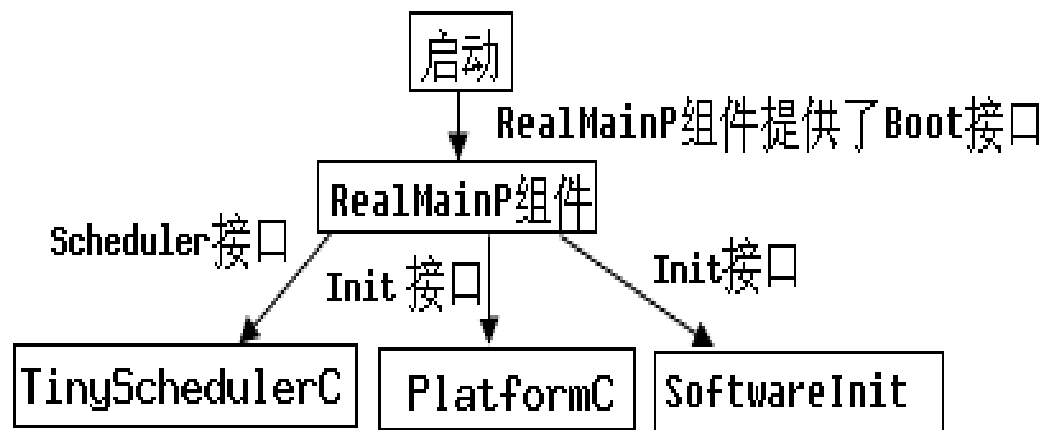 启动
RealMainP组件提供了Boot接口
RealMainP组件
Scheduler接口
Init 接口
Init接口
TinySchedulerC
PlatformC
SoftwareInit